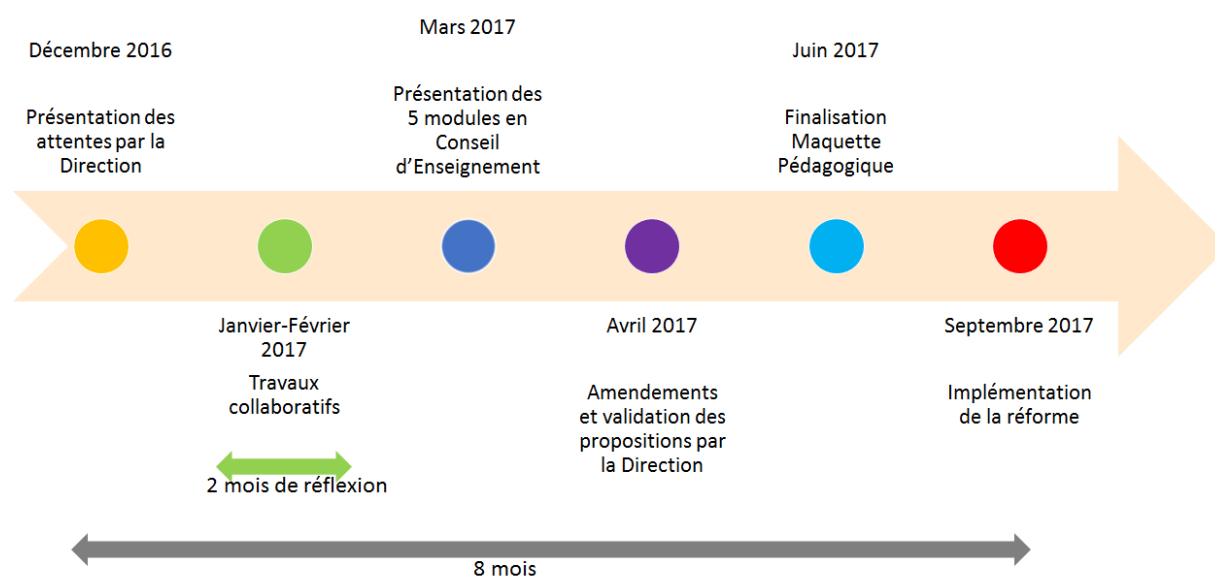 Décembre 2016
Présentation des
attentes par la
Direction
Janvier-Février
2017
Travaux
collaboratifs
2 mois de réflexion
Mars 2017
Présentation des
5 modules en
Conseil
d’Enseignement
Avril 2017
Amendements
et validation des
propositions par
la Direction
Juin 2017
Finalisation
Maquette
Pédagogique
Septembre 2017
Implémentation
de la réforme
8 mois